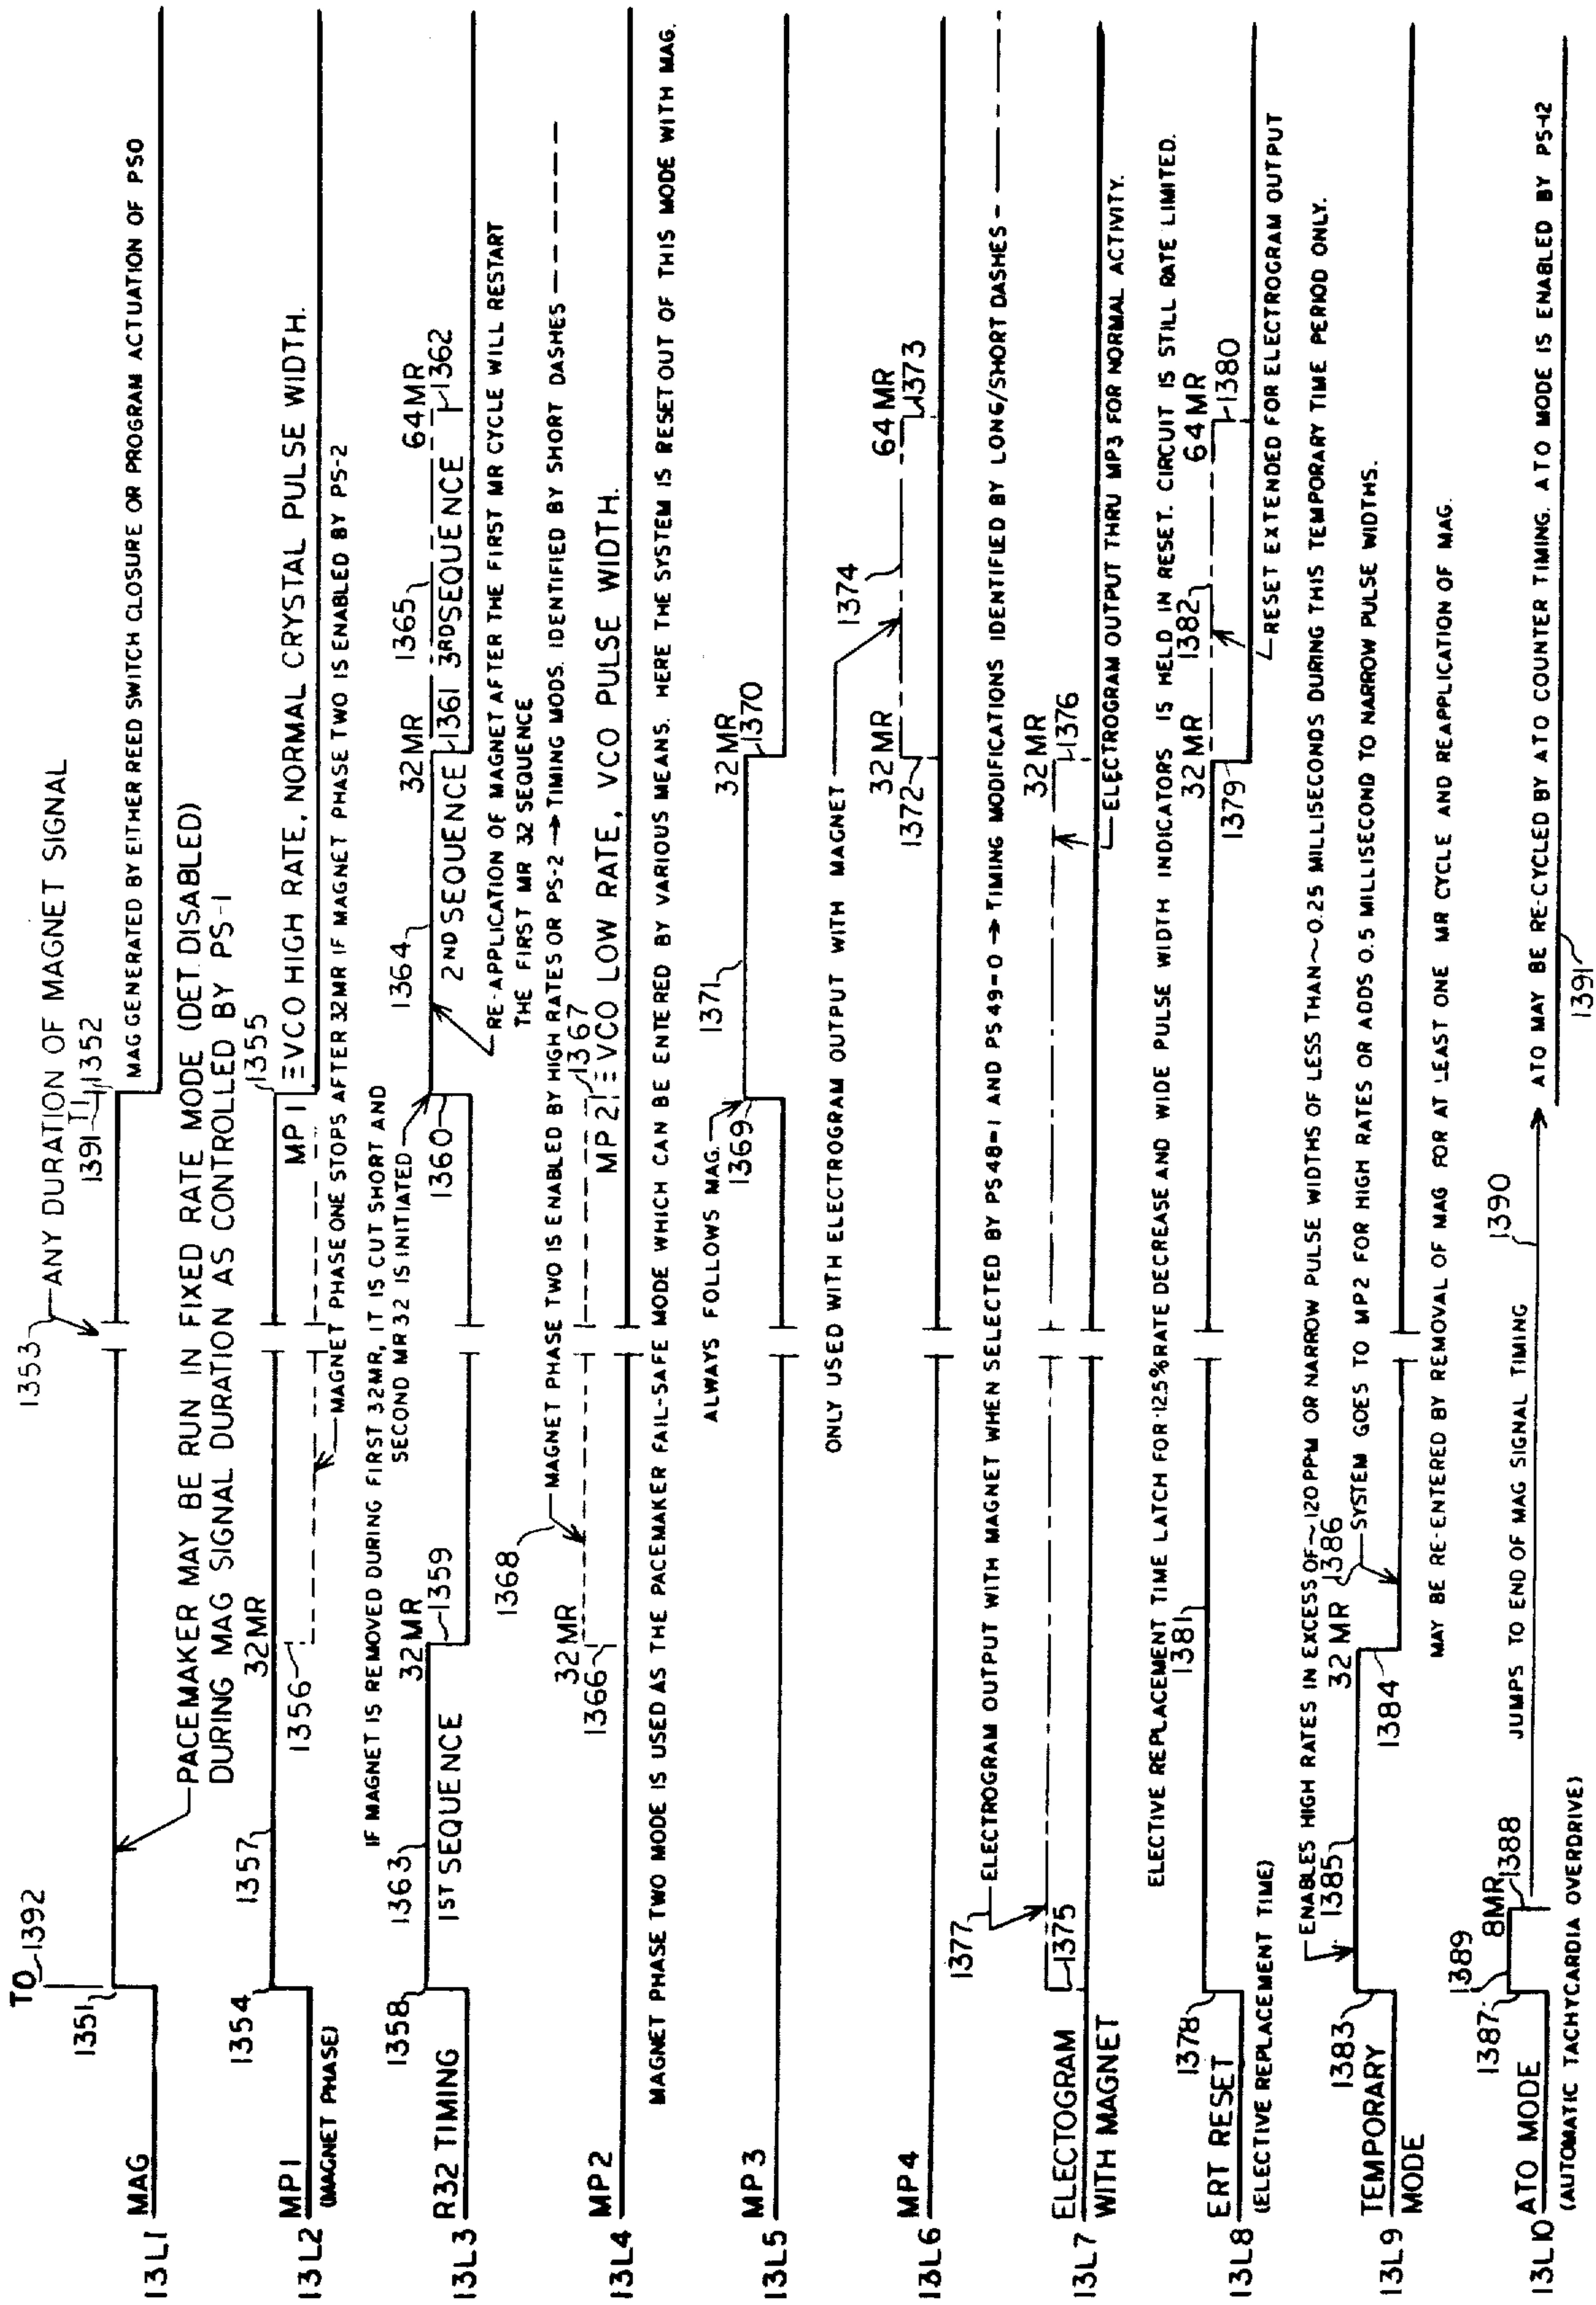 TO 1392
1353 ANY DURATION OF MAGNET SIGNAL
1351
1391 T1 1352
13L1 MAG
MAG GENERATED BY EITHER REED SWITCH CLOSURE OR PROGRAM ACTUATION OF PSO
PACEMAKER MAY BE RUN IN FIXED RATE MODE (DET. DISABLED)
DURING MAG SIGNAL DURATION AS CONTROLLED BY PS-1
1354
1357
32MR
1356
1355
13L2 MP1
(MAGNET PHASE)
MP1 ≡ VCO HIGH RATE, NORMAL CRYSTAL PULSE WIDTH.
MAGNET PHASE ONE STOPS AFTER 32MR IF MAGNET PHASE TWO IS ENABLED BY PS-2
IF MAGNET IS REMOVED DURING FIRST 32MR, IT IS CUT SHORT AND
SECOND MR 32 IS INITIATED
1358
1363
32MR
1359
1360
1364
32MR
1365
64MR
13L3 R32 TIMING
1ST SEQUENCE
2ND SEQUENCE
1361 3RD SEQUENCE
1362
RE-APPLICATION OF MAGNET AFTER THE FIRST MR CYCLE WILL RESTART
THE FIRST MR 32 SEQUENCE
1368
MAGNET PHASE TWO IS ENABLED BY HIGH RATES OR PS-2 → TIMING MODS. IDENTIFIED BY SHORT DASHES
32MR
1366
1367
13L4 MP2
MP2 ≡ VCO LOW RATE, VCO PULSE WIDTH.
MAGNET PHASE TWO MODE IS USED AS THE PACEMAKER FAIL-SAFE MODE WHICH CAN BE ENTERED BY VARIOUS MEANS. HERE THE SYSTEM IS RESET OUT OF THIS MODE WITH MAG.
ALWAYS FOLLOWS MAG.
1369
1371
32MR
1370
13L5 MP3
ONLY USED WITH ELECTROGRAM OUTPUT WITH MAGNET
1374
32MR
1372
64MR
1373
13L6 MP4
1377
ELECTROGRAM OUTPUT WITH MAGNET WHEN SELECTED BY PS48=1 AND PS49=0 → TIMING MODIFICATIONS IDENTIFIED BY LONG/SHORT DASHES
1375
32MR
1376
13L7 ELECTOGRAM
WITH MAGNET
ELECTROGRAM OUTPUT THRU MP3 FOR NORMAL ACTIVITY.
ELECTIVE REPLACEMENT TIME LATCH FOR 12.5% RATE DECREASE AND WIDE PULSE WIDTH INDICATORS IS HELD IN RESET. CIRCUIT IS STILL RATE LIMITED.
1378
1381
32MR
1379
1382
64MR
1380
13L8 ERT RESET
(ELECTIVE REPLACEMENT TIME)
RESET EXTENDED FOR ELECTROGRAM OUTPUT
ENABLES HIGH RATES IN EXCESS OF ~120 PPM OR NARROW PULSE WIDTHS OF LESS THAN ~0.25 MILLISECONDS DURING THIS TEMPORARY TIME PERIOD ONLY.
1383
1385
32MR
1384
1386
SYSTEM GOES TO MP2 FOR HIGH RATES OR ADDS 0.5 MILLISECOND TO NARROW PULSE WIDTHS.
13L9 TEMPORARY
MODE
MAY BE RE-ENTERED BY REMOVAL OF MAG FOR AT LEAST ONE MR CYCLE AND REAPPLICATION OF MAG.
1389
1387
8MR
1388
JUMPS TO END OF MAG SIGNAL TIMING
1390
ATO MAY BE RE-CYCLED BY ATO COUNTER TIMING. ATO MODE IS ENABLED BY PS-12
1391
13L10 ATO MODE
(AUTOMATIC TACHYCARDIA OVERDRIVE)